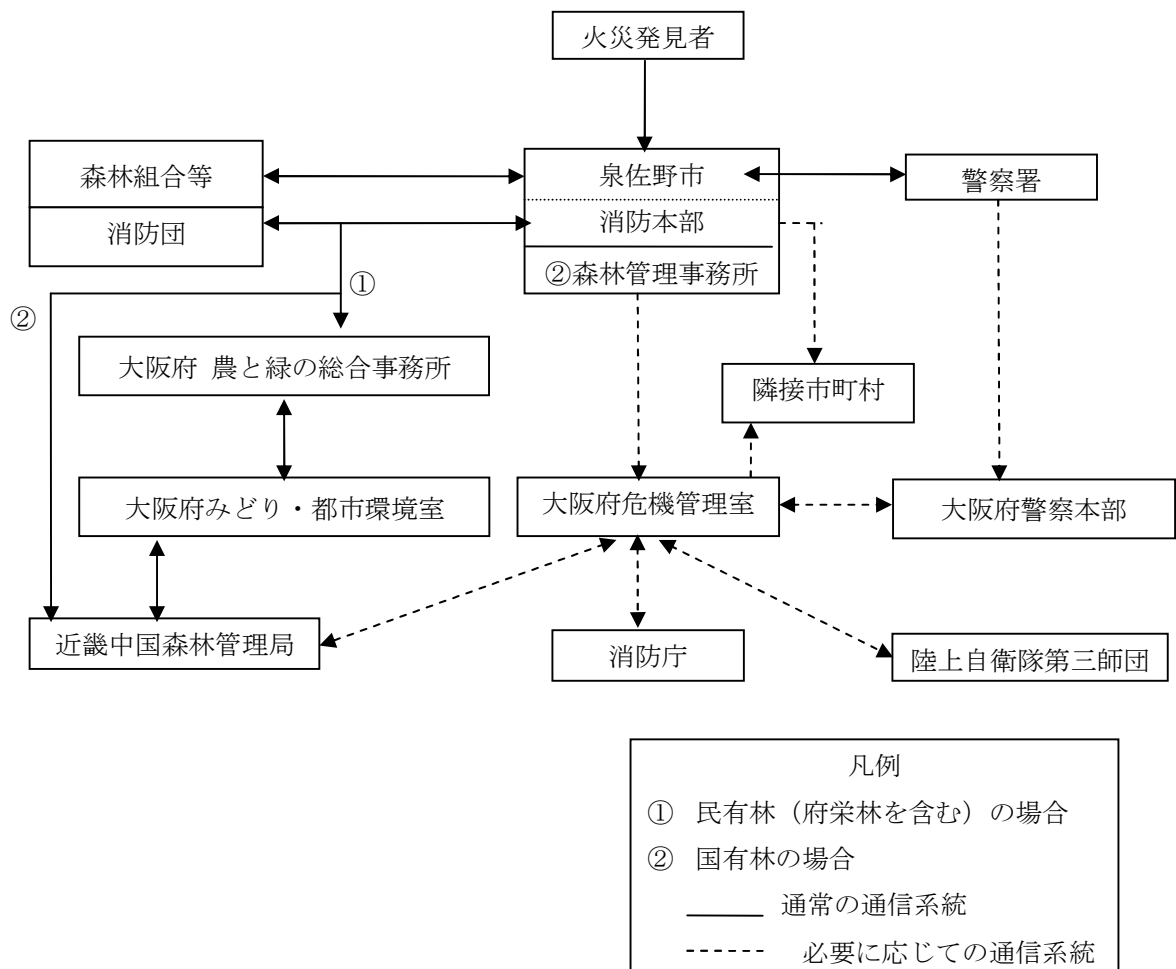 火災発見者
森林組合等
消防団
泉佐野市
消防本部
②森林管理事務所
警察署
①
②
大阪府 農と緑の総合事務所
隣接市町村
大阪府みどり・都市環境室
大阪府危機管理室
大阪府警察本部
近畿中国森林管理局
消防庁
陸上自衛隊第三師団
凡例
① 民有林（府栄林を含む）の場合
② 国有林の場合
通常の通信系統
必要に応じての通信系統